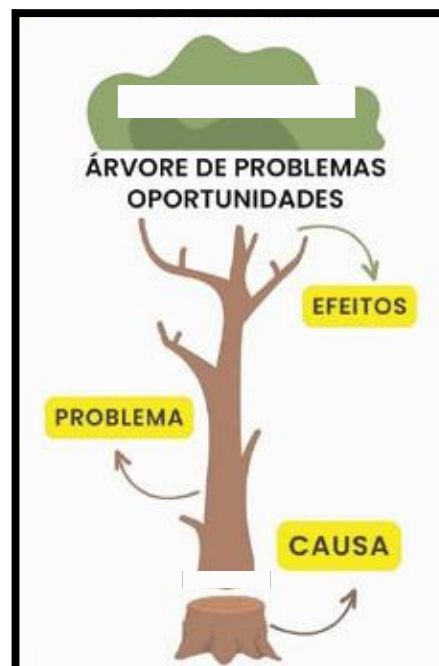 ÁRVORE DE PROBLEMAS
OPORTUNIDADES
EFEITOS
PROBLEMA
CAUSA